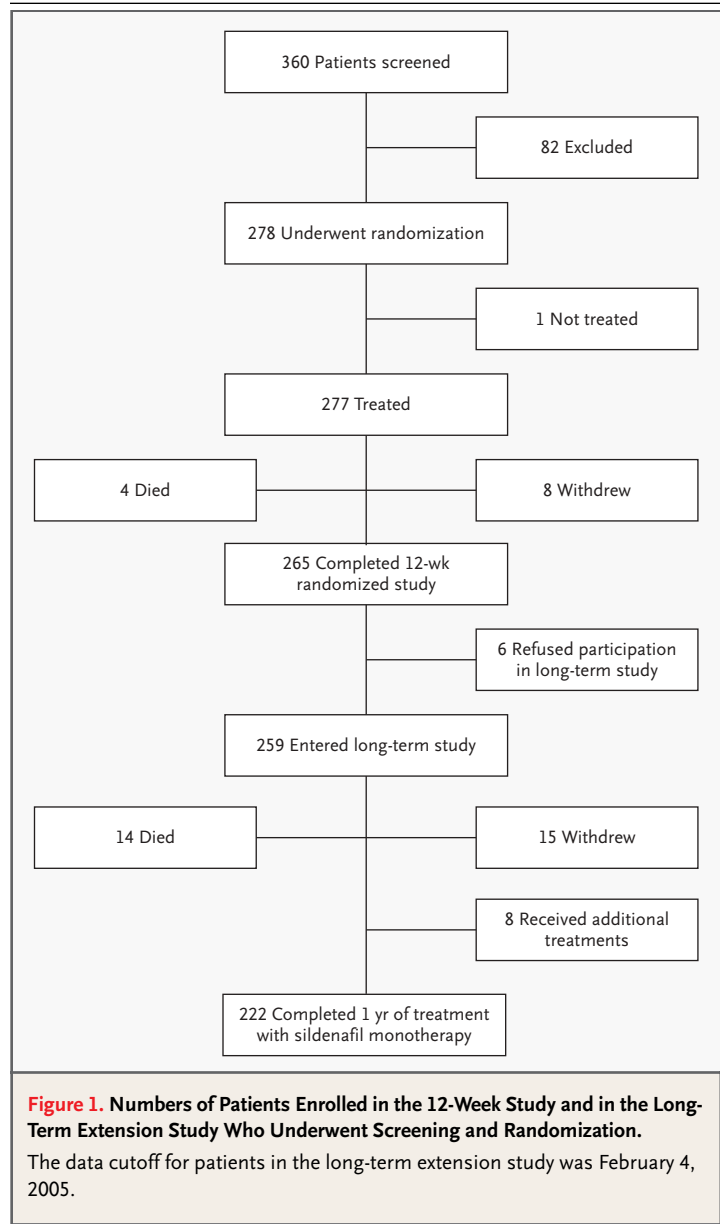 360 Patients screened
82 Excluded
278 Underwent randomization
1 Not treated
277 Treated
4 Died
8 Withdrew
265 Completed 12-wk
randomized study
6 Refused participation
in long-term study
259 Entered long-term study
14 Died
15 Withdrew
8 Received additional
treatments
222 Completed 1 yr of treatment
with sildenafil monotherapy
Figure 1. Numbers of Patients Enrolled in the 12-Week Study and in the Long-
Term Extension Study Who Underwent Screening and Randomization.
The data cutoff for patients in the long-term extension study was February 4,
2005.